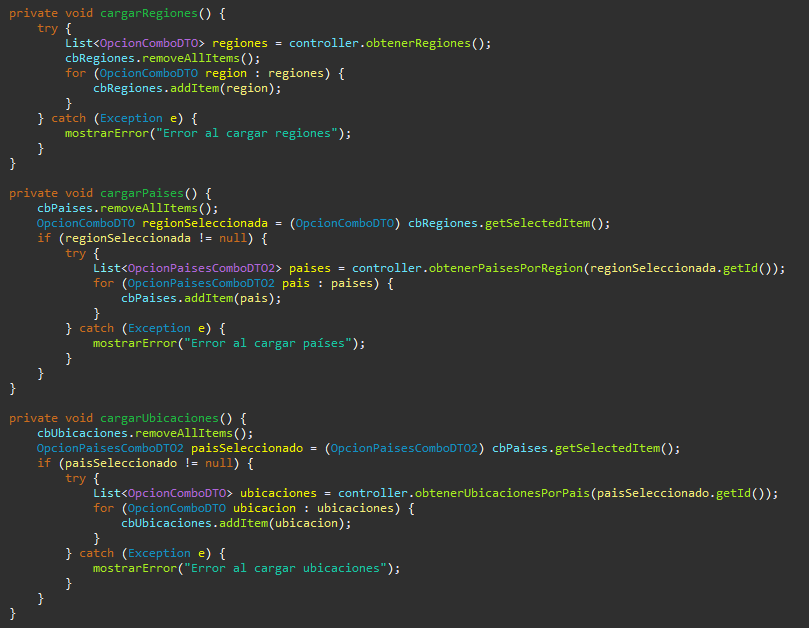 private void cargarRegiones() {
    try {
        List<OpcionComboDTO> regiones = controller.obtenerRegiones();
        cbRegiones.removeAllItems();
        for (OpcionComboDTO region : regiones) {
            cbRegiones.addItem(region);
        }
    } catch (Exception e) {
        mostrarError("Error al cargar regiones");
    }
}

private void cargarPaises() {
    cbPaises.removeAllItems();
    OpcionComboDTO regionSeleccionada = (OpcionComboDTO) cbRegiones.getSelectedItem();
    if (regionSeleccionada != null) {
        try {
            List<OpcionPaisesComboDTO2> paises = controller.obtenerPaisesPorRegion(regionSeleccionada.getId());
            for (OpcionPaisesComboDTO2 pais : paises) {
                cbPaises.addItem(pais);
            }
        } catch (Exception e) {
            mostrarError("Error al cargar países");
        }
    }
}

private void cargarUbicaciones() {
    cbUbicaciones.removeAllItems();
    OpcionPaisesComboDTO2 paisSeleccionado = (OpcionPaisesComboDTO2) cbPaises.getSelectedItem();
    if (paisSeleccionado != null) {
        try {
            List<OpcionComboDTO> ubicaciones = controller.obtenerUbicacionesPorPais(paisSeleccionado.getId());
            for (OpcionComboDTO ubicacion : ubicaciones) {
                cbUbicaciones.addItem(ubicacion);
            }
        } catch (Exception e) {
            mostrarError("Error al cargar ubicaciones");
        }
    }
}